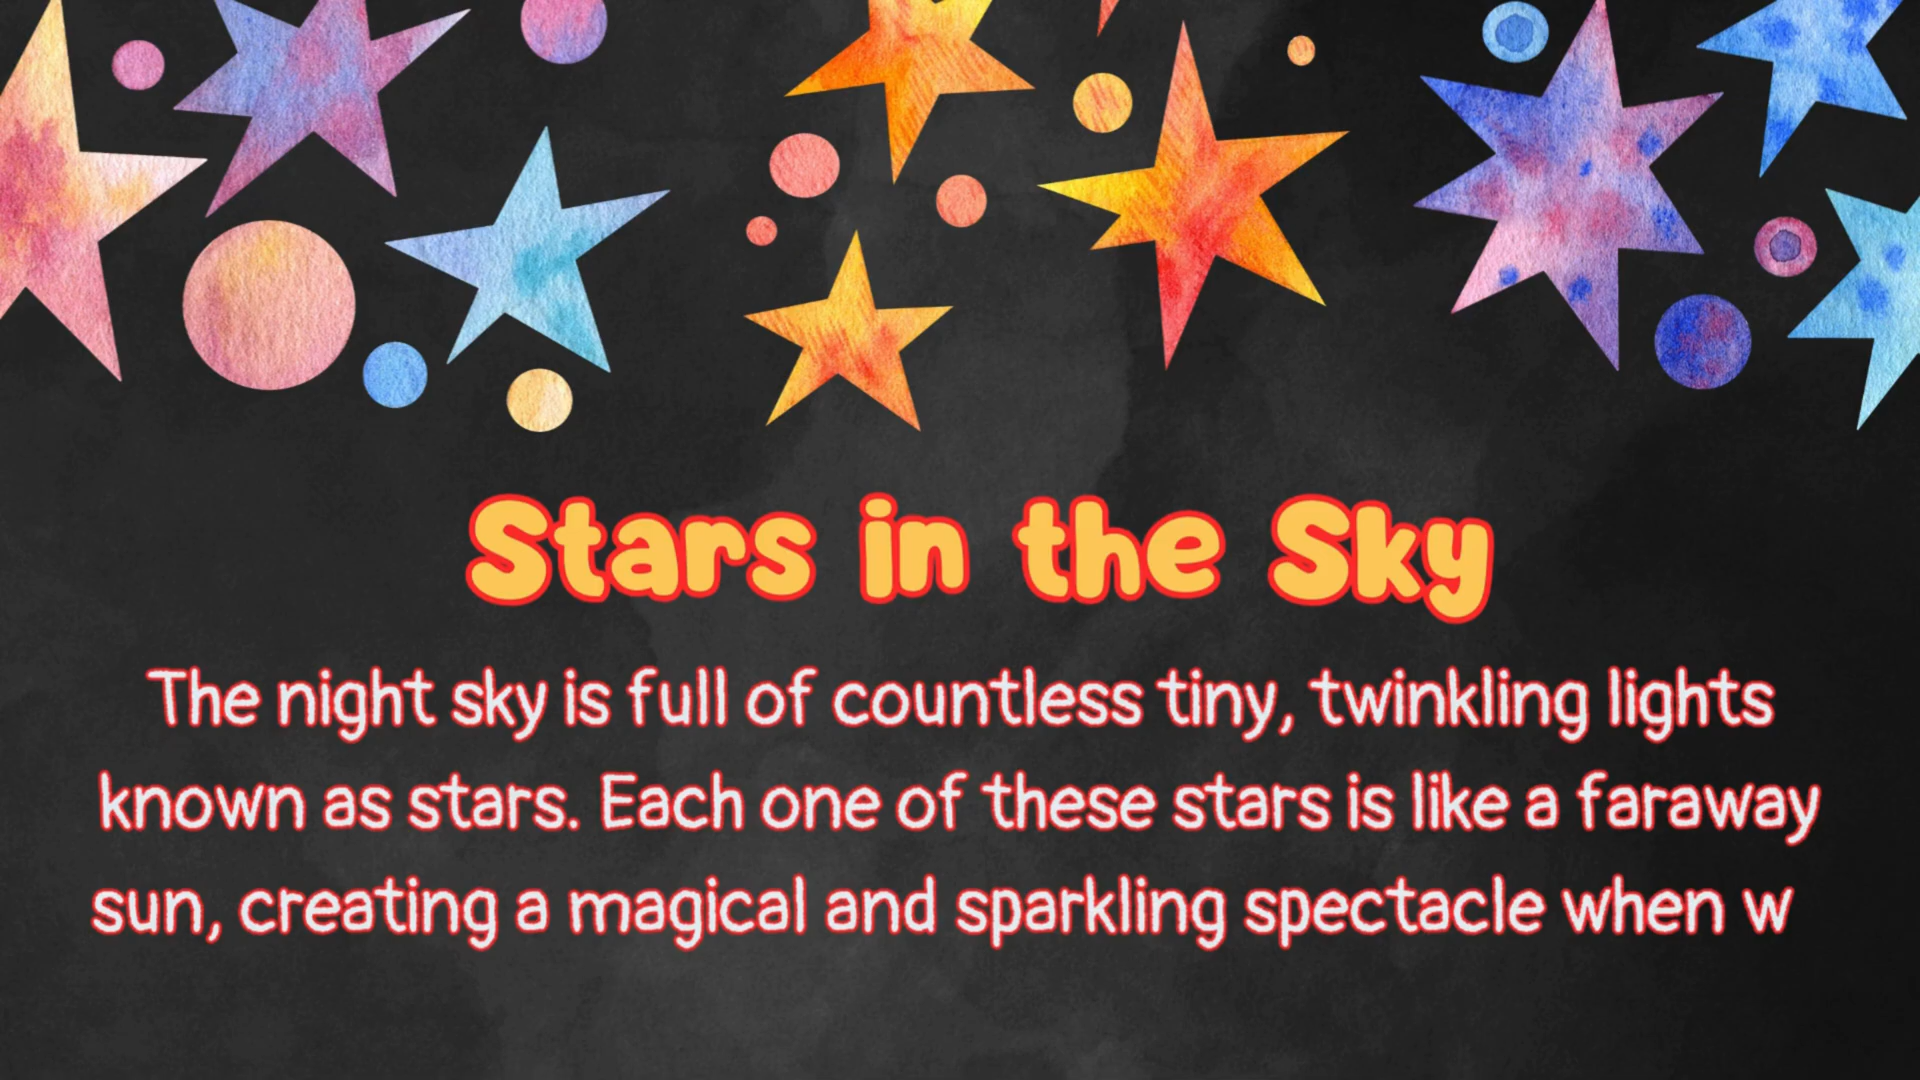 Stars in the Sky
The night sky is full of countless tiny, twinkling lights
known as stars. Each one of these stars is like a faraway
sun, creating a magical and sparkling spectacle when w